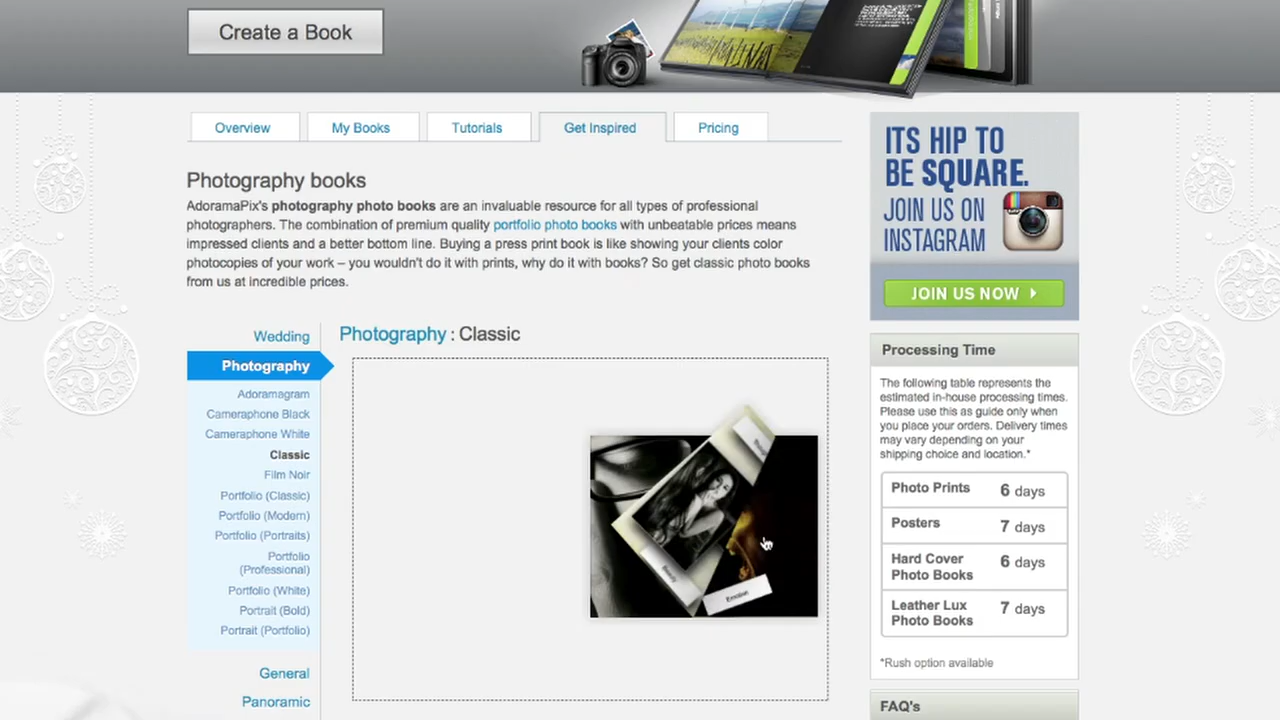 Create a Book
Overview
My Books
Tutorials
Get Inspired
Pricing
Photography books
AdoramaPix's photography photo books are an invaluable resource for all types of professional
photographers. The combination of premium quality portfolio photo books with unbeatable prices means
impressed clients and a better bottom line. Buying a press print book is like showing your clients color
photocopies of your work – you wouldn't do it with prints, why do it with books? So get classic photo books
from us at incredible prices.
Wedding
Photography
Adoramagram
Cameraphone Black
Cameraphone White
Classic
Film Noir
Portfolio (Classic)
Portfolio (Modern)
Portfolio (Portraits)
Portfolio
(Professional)
Portfolio (White)
Portrait (Bold)
Portrait (Portfolio)
General
Panoramic
Photography : Classic
Beauty
Emotion
ITS HIP TO
BE SQUARE.
JOIN US ON
INSTAGRAM
JOIN US NOW
Processing Time
The following table represents the
estimated in-house processing times.
Please use this as guide only when
you place your orders. Delivery times
may vary depending on your
shipping choice and location.*
Photo Prints 6 days
Posters 7 days
Hard Cover
Photo Books 6 days
Leather Lux
Photo Books 7 days
*Rush option available
FAQ's